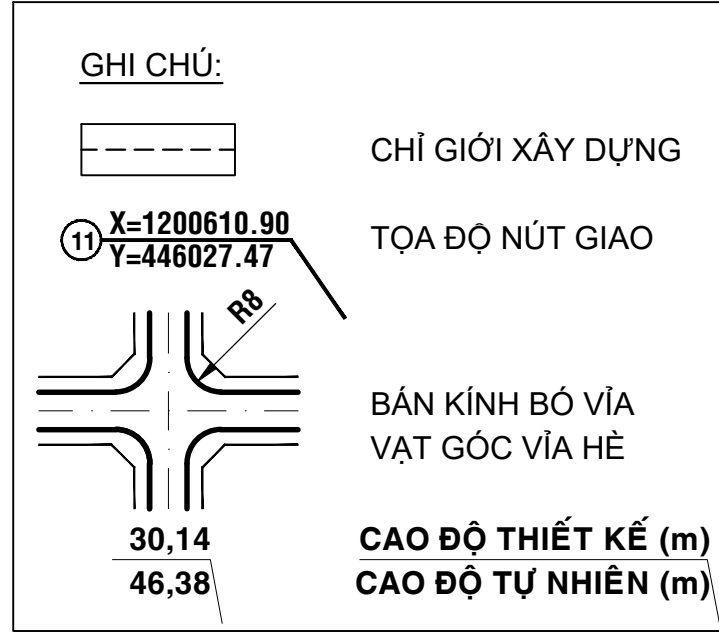 GHI CHÚ:
CHỈ GIỚI XÂY DỰNG
11 X=1200610.90
Y=446027.47
TỌA ĐỘ NÚT GIAO
R8
BÁN KÍNH BÓ VỈA
VẠT GÓC VỈA HÈ
30,14
46,38
CAO ĐỘ THIẾT KẾ (m)
CAO ĐỘ TỰ NHIÊN (m)